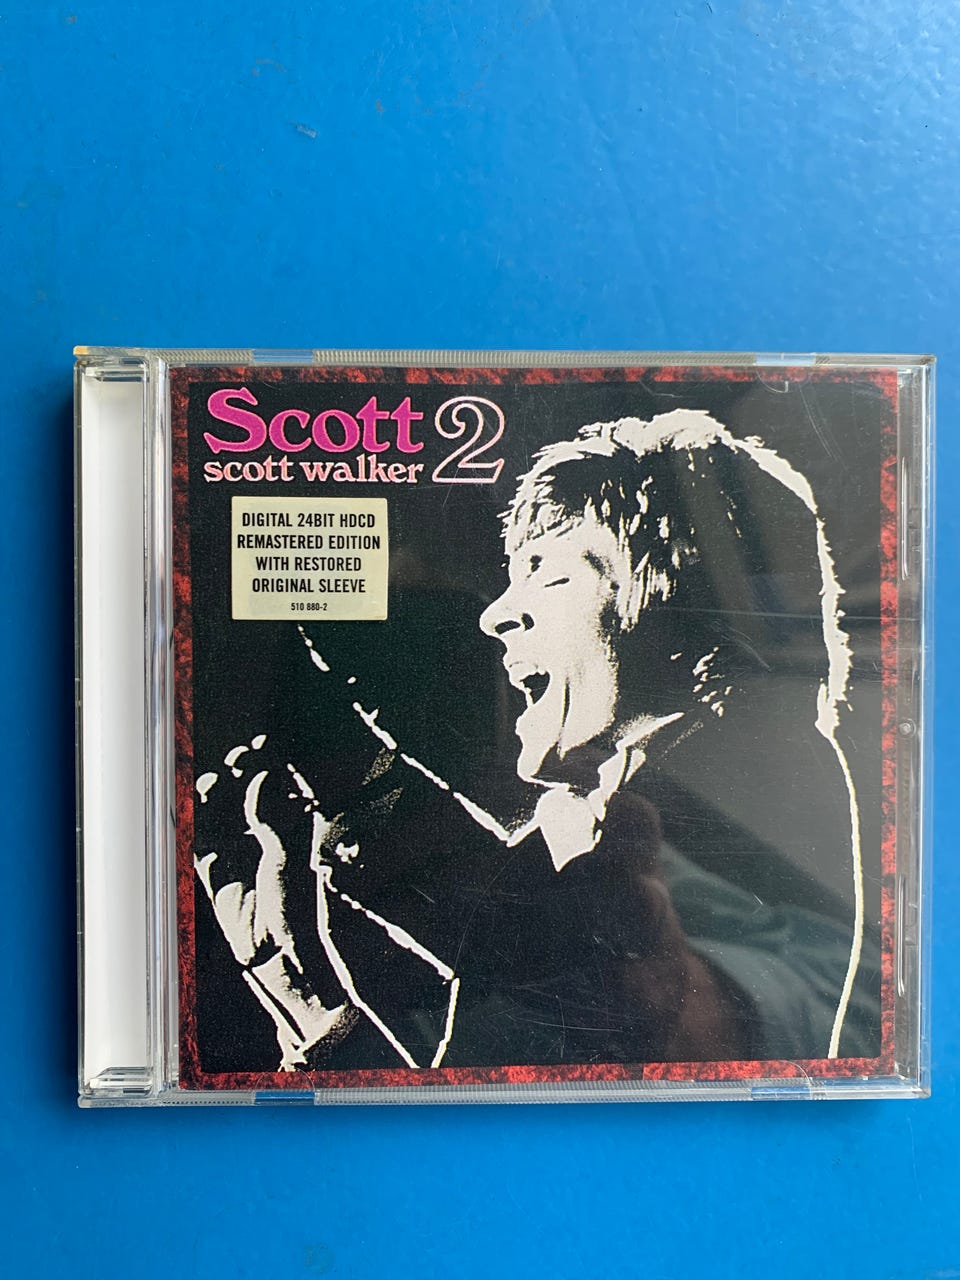 Scott 2
scott walker
DIGITAL 24BIT HDCD
REMASTERED EDITION
WITH RESTORED
ORIGINAL SLEEVE
510 880-2